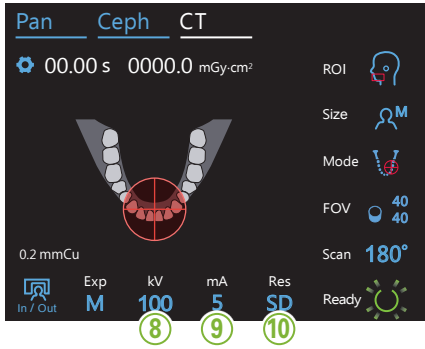 Pan Ceph CT
00.00 s 0000.0 mGy·cm²
ROI
Size M
Mode
FOV 40
40
0.2 mmCu
Scan 180°
Exp kV mA Res
In / Out M 100 5 SD
Ready
8 9 10